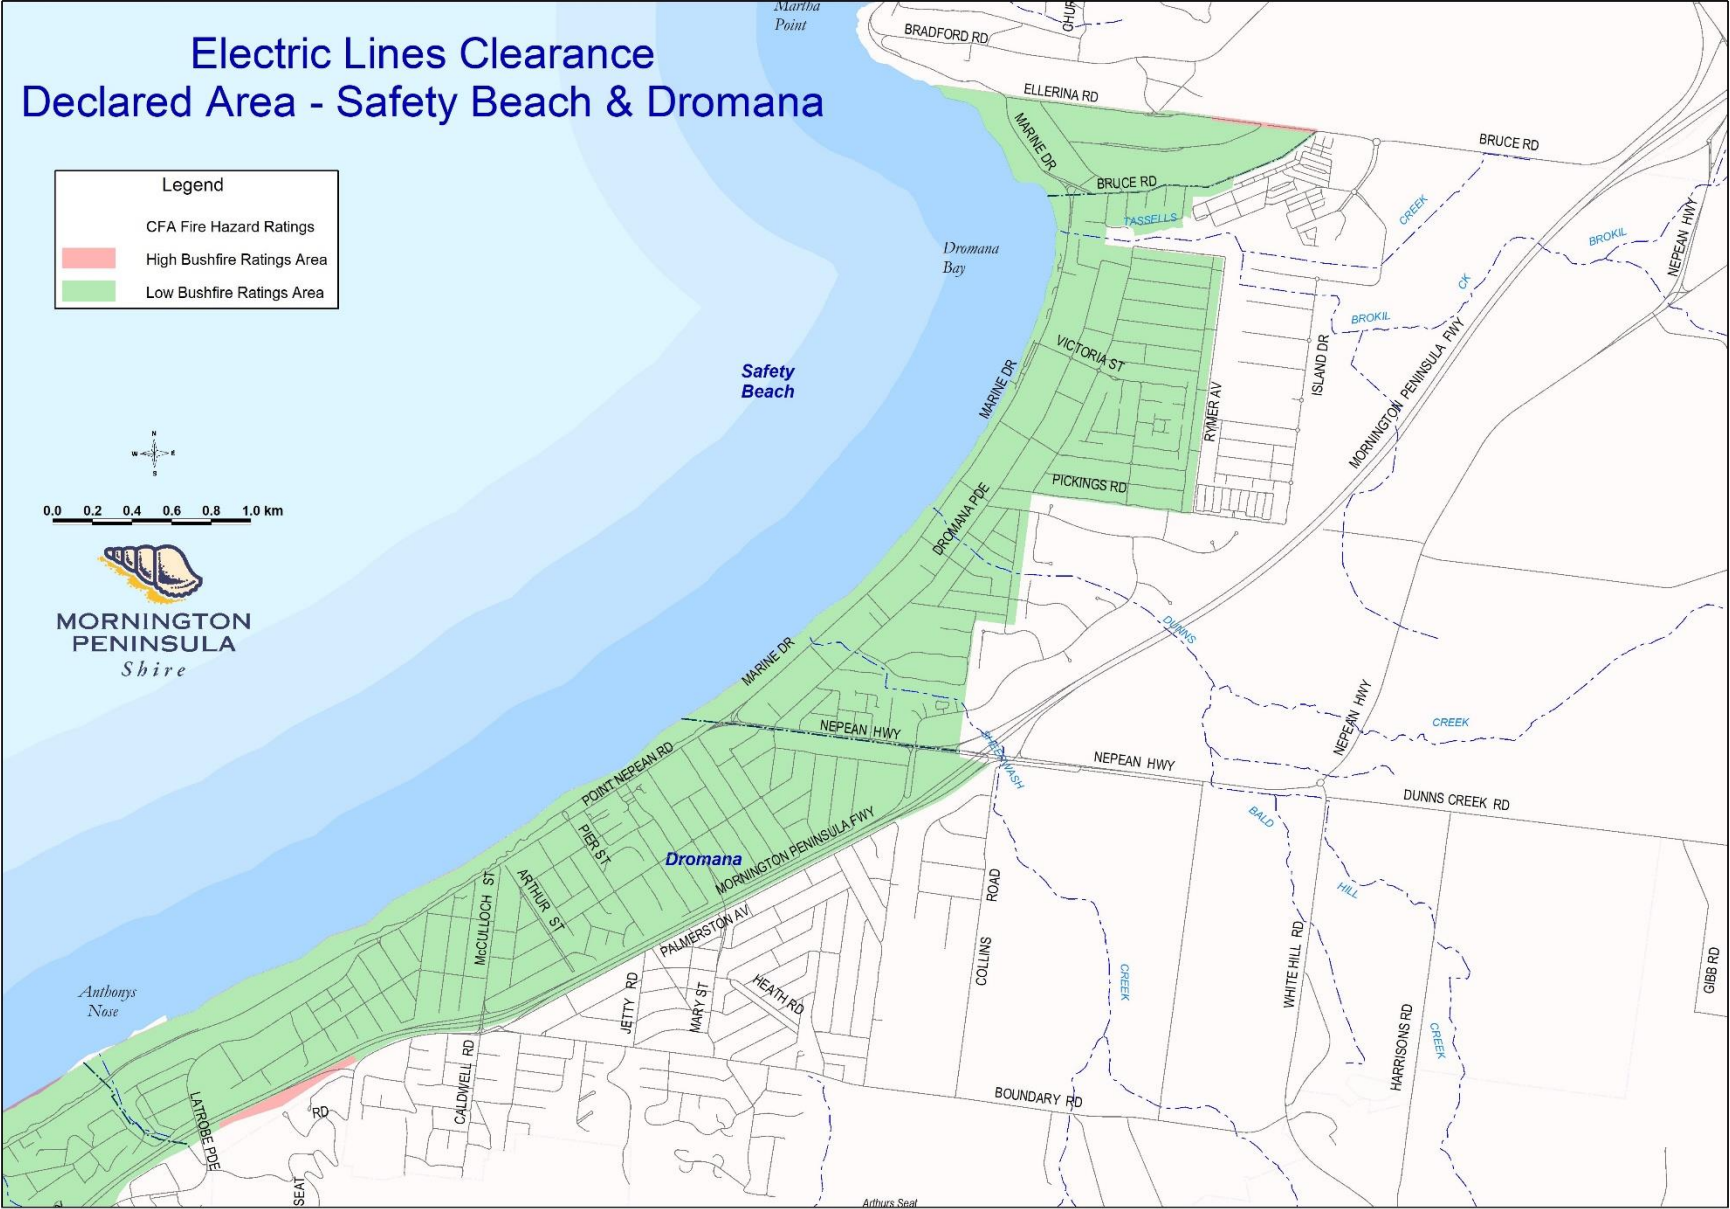 Martha
Point
CHUR
BRADFORD RD
Electric Lines Clearance
Declared Area - Safety Beach & Dromana
ELLERINA RD
MARINE DR
BRUCE RD
BRUCE RD
Legend
CFA Fire Hazard Ratings
High Bushfire Ratings Area
Low Bushfire Ratings Area
TASSELLS
CREEK
BROKIL
NEPEAN HWY
Dromana
Bay
CK
BROKIL
VICTORIA ST
ISLAND DR
MORNINGTON PENINSULA FWY
Safety
Beach
MARINE DR
RYMER AV
N
W E
S
PICKINGS RD
0.0 0.2 0.4 0.6 0.8 1.0 km
DROMANA PDE
MORNINGTON
PENINSULA
Shire
DUNNS
MARINE DR
NEPEAN HWY
CREEK
NEPEAN HWY
SHEEPWASH
NEPEAN HWY
POINT NEPEAN RD
DUNNS CREEK RD
BALD
PIER ST
Dromana
MORNINGTON PENINSULA FWY
ARTHUR ST
McCULLOCH ST
ROAD
HILL
PALMERSTON AV
COLLINS
WHITE HILL RD
GIBB RD
Anthonys
Nose
JETTY RD
MARY ST
HEATH RD
CREEK
HARRISONS RD
CREEK
CALDWELL RD
LATROBE PDE
RD
BOUNDARY RD
SEAT
Arthurs Seat